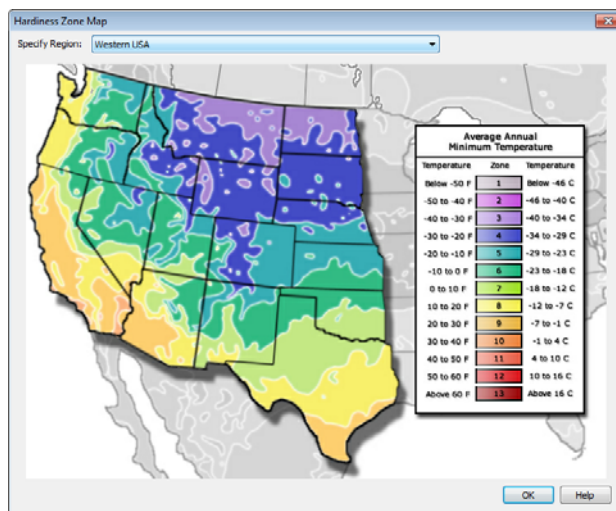 Hardiness Zone Map
Specify Region: Western USA
Average Annual
Minimum Temperature
Temperature Zone Temperature
Below -50 F 1 Below -46 C
-50 to -40 F 2 -46 to -40 C
-40 to -30 F 3 -40 to -34 C
-30 to -20 F 4 -34 to -29 C
-20 to -10 F 5 -29 to -23 C
-10 to 0 F 6 -23 to -18 C
0 to 10 F 7 -18 to -12 C
10 to 20 F 8 -12 to -7 C
20 to 30 F 9 -7 to -1 C
30 to 40 F 10 -1 to 4 C
40 to 50 F 11 4 to 10 C
50 to 60 F 12 10 to 16 C
Above 60 F 13 Above 16 C
OK Help